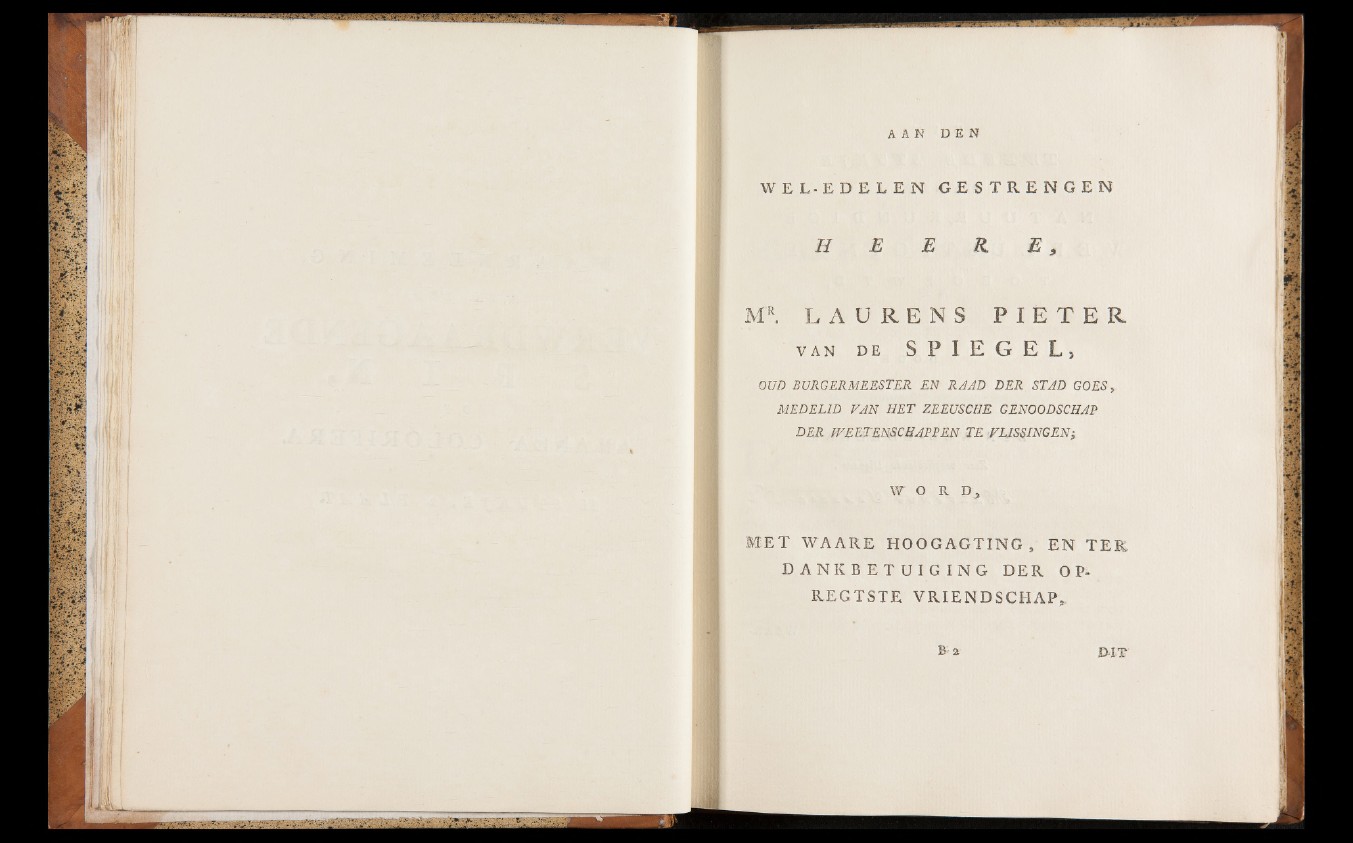 AAN DEN
WEL-EDELEN GESTRENGEN
HEERE,
MR. LAURENS PIETER
VAN DE SPIEGEL,
OUD BURGERMEESTER EN RAAD DER STAD GOES,
MEDELID VAN HET ZEEUSCHE GENOODSCHAP
DER WEETENSCHAPPEN TE VLISSINGEN;
WORD,
MET WAARE HOOGAGTING, EN TER
DANKBETUIGING DER OP-
REGTSTE VRIENDSCHAP,
B 2 DIT